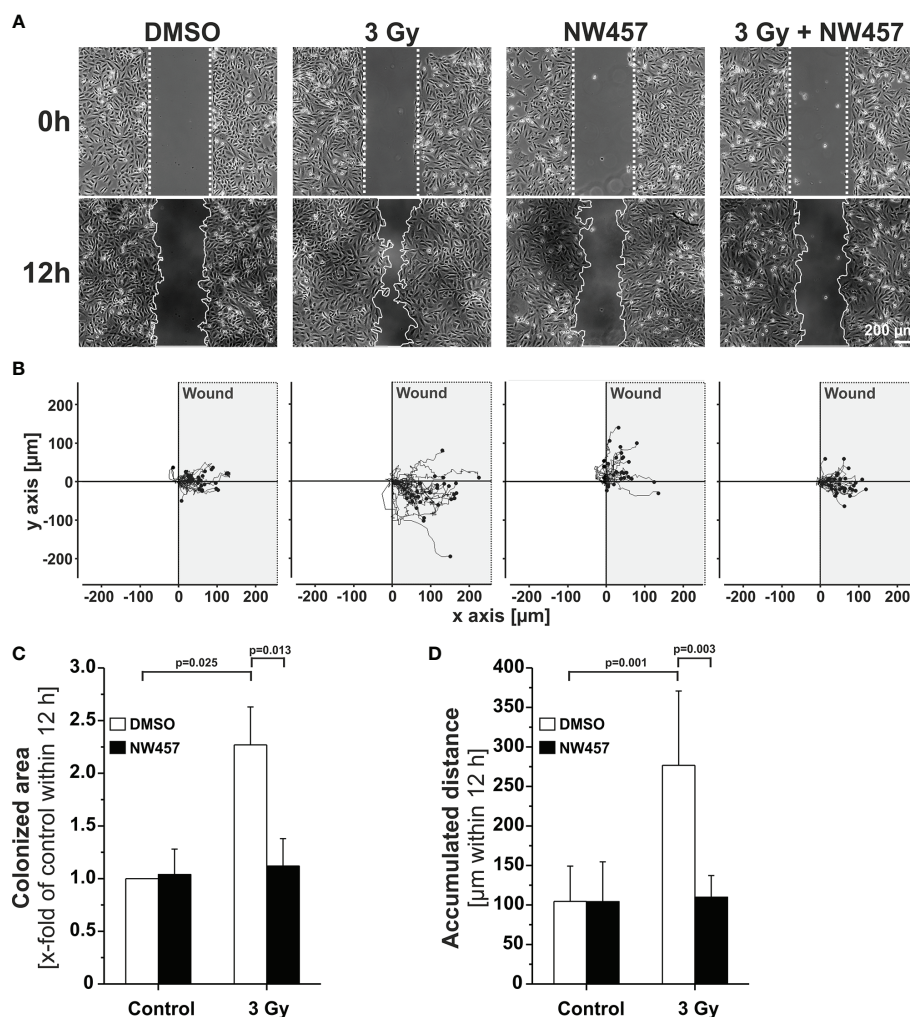 A
DMSO 3 Gy NW457 3 Gy + NW457
0h
12h
200 µm
B
Wound Wound Wound Wound
y axis [µm]
200
100
0
-100
-200
-200 -100 0 100 200 -200 -100 0 100 200 -200 -100 0 100 200 -200 -100 0 100 200
x axis [µm]
C
p=0.013
p=0.025
Colonized area
[x-fold of control within 12 h]
3.0
2.5
2.0
1.5
1.0
0.5
0
DMSO
NW457
Control 3 Gy
D
p=0.003
p=0.001
Accumulated distance
[µm within 12 h]
400
350
300
250
200
150
100
50
0
DMSO
NW457
Control 3 Gy